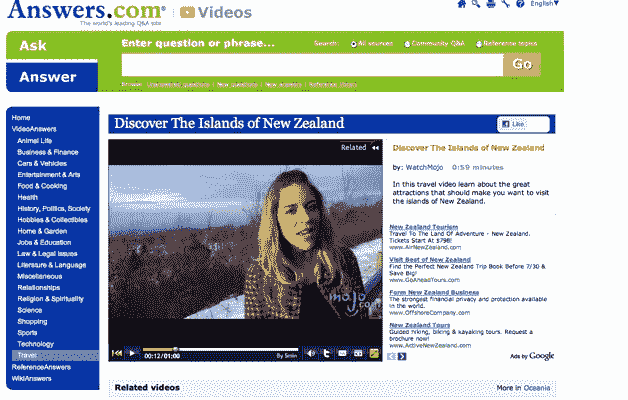 Answers.com
Videos
The world's leading Q&A site
English
Ask
Answer
Enter question or phrase...
Search:
All sources
Community Q&A
Reference topics
Go
Home
VideoAnswers
Animal Life
Business & Finance
Cars & Vehicles
Entertainment & Arts
Food & Cooking
Health
History, Politics, Society
Hobbies & Collectibles
Home & Garden
Jobs & Education
Law & Legal Issues
Literature & Language
Miscellaneous
Relationships
Religion & Spirituality
Science
Shopping
Sports
Technology
Travel
ReferenceAnswers
WikiAnswers
Discover The Islands of New Zealand
Like
Related
mojo
00:12/01:00
Discover The Islands of New Zealand
by: WatchMojo 0:59 minutes
In this travel video learn about the great
attractions that should make you want to visit
the islands of New Zealand.
New Zealand Tourism
Travel To The Land Of Adventure - New Zealand.
Tickets Start At $798!
www.AirNewZealand.com
Visit Best of New Zealand
Find the Perfect New Zealand Trip Book Before 7/30 &
Save Big!
www.GoAheadTours.com
Form New Zealand Business
The strongest financial privacy and protection available
in the world.
www.OffshoreCompany.com
New Zealand Tours
Guided hiking, biking & kayaking tours. Request a
brochure now!
www.ActiveNewZealand.com
Ads by Google
Related videos
More in Oceania